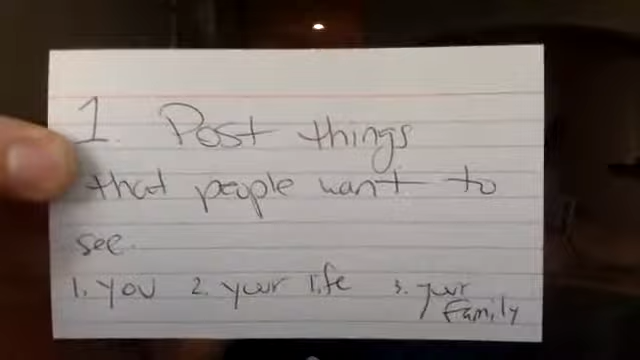 1. Post things
that people want to
see.
1. you 2. your life 3. your
family